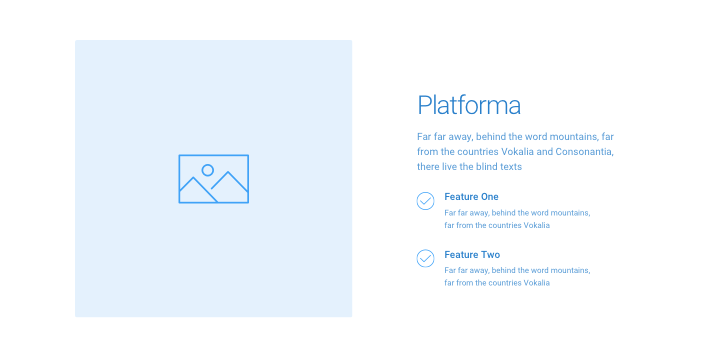 Platforma
Far far away, behind the word mountains, far
from the countries Vokalia and Consonantia,
there live the blind texts
Feature One
Far far away, behind the word mountains,
far from the countries Vokalia
Feature Two
Far far away, behind the word mountains,
far from the countries Vokalia